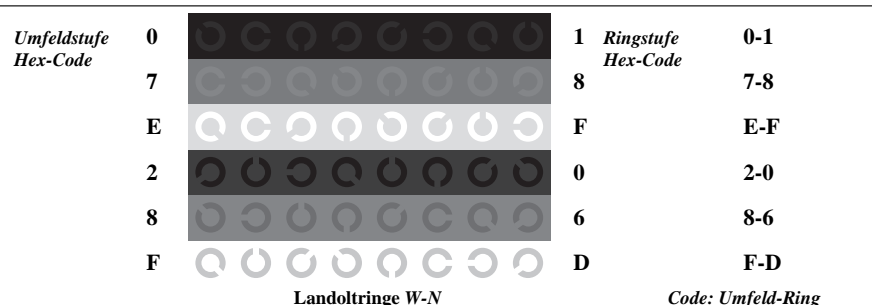 Umfeldstufe 0 1 Ringstufe 0-1
Hex-Code Hex-Code
7 8 7-8
E F E-F
2 0 2-0
8 6 8-6
F D F-D
Landoltringe W-N Code: Umfeld-Ring